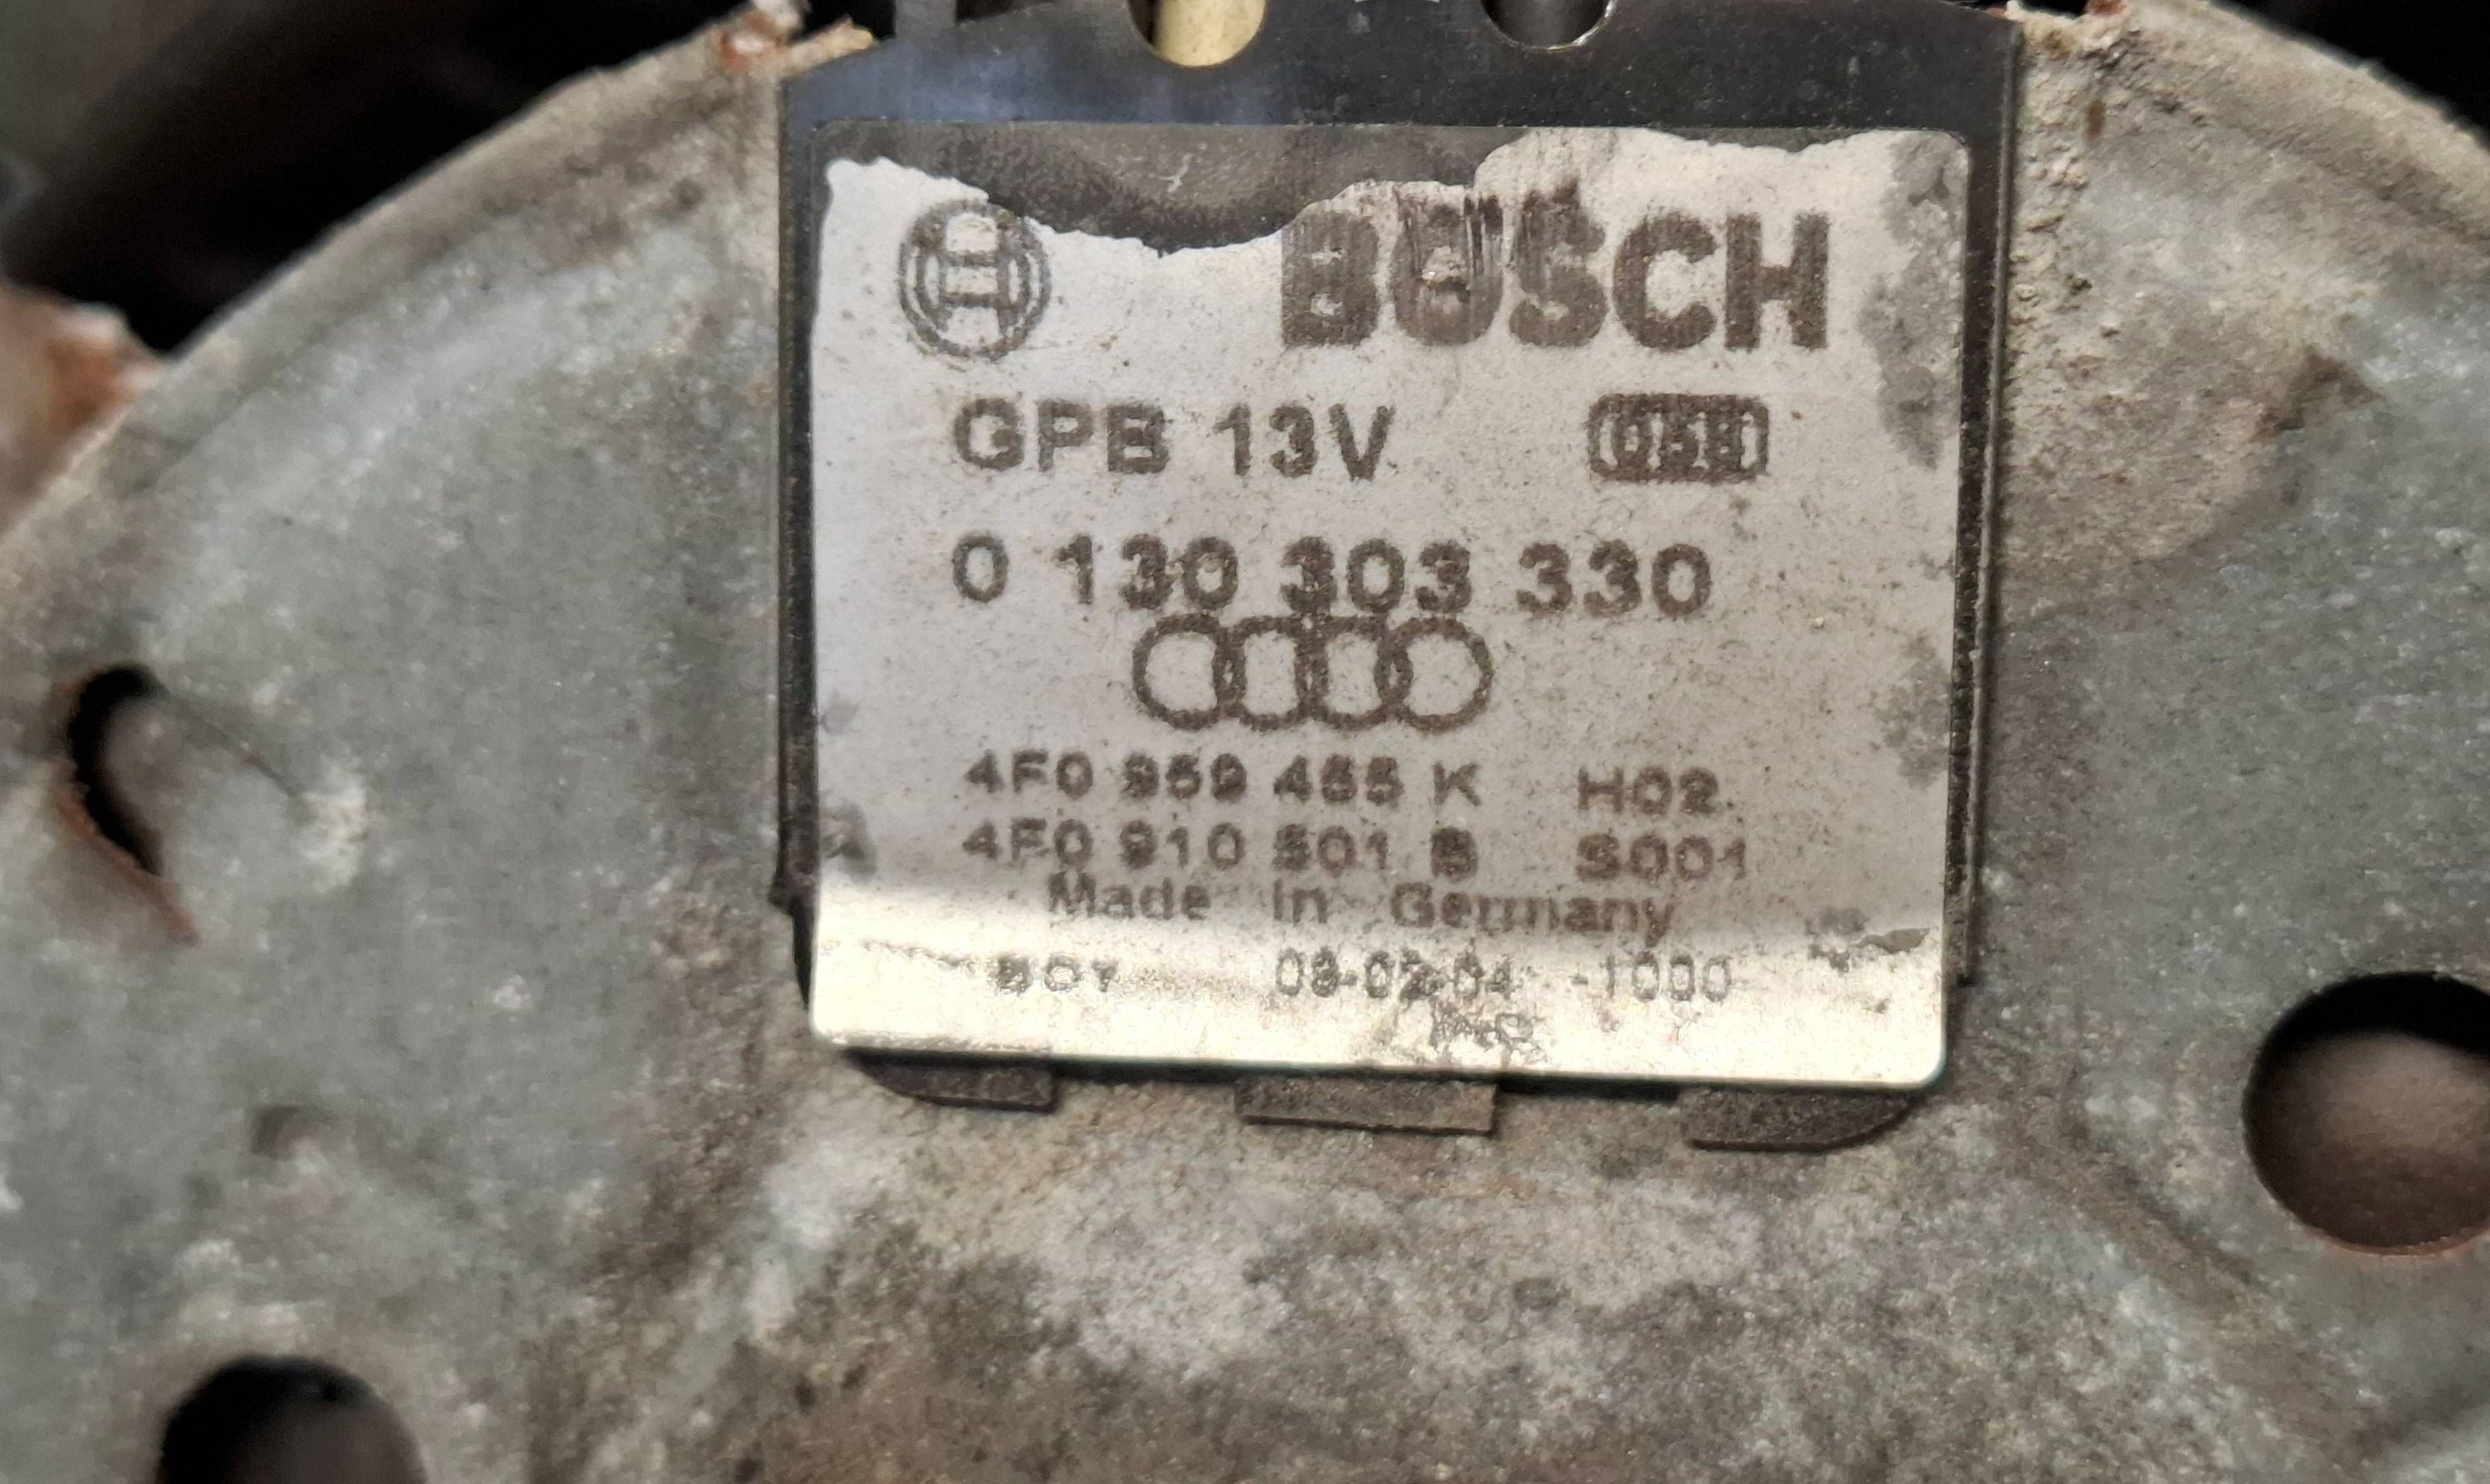 BOSCH
GPB 13V
0 130 303 330
4F0 959 455 K H02
4F0 910 501 B S001
Made in Germany